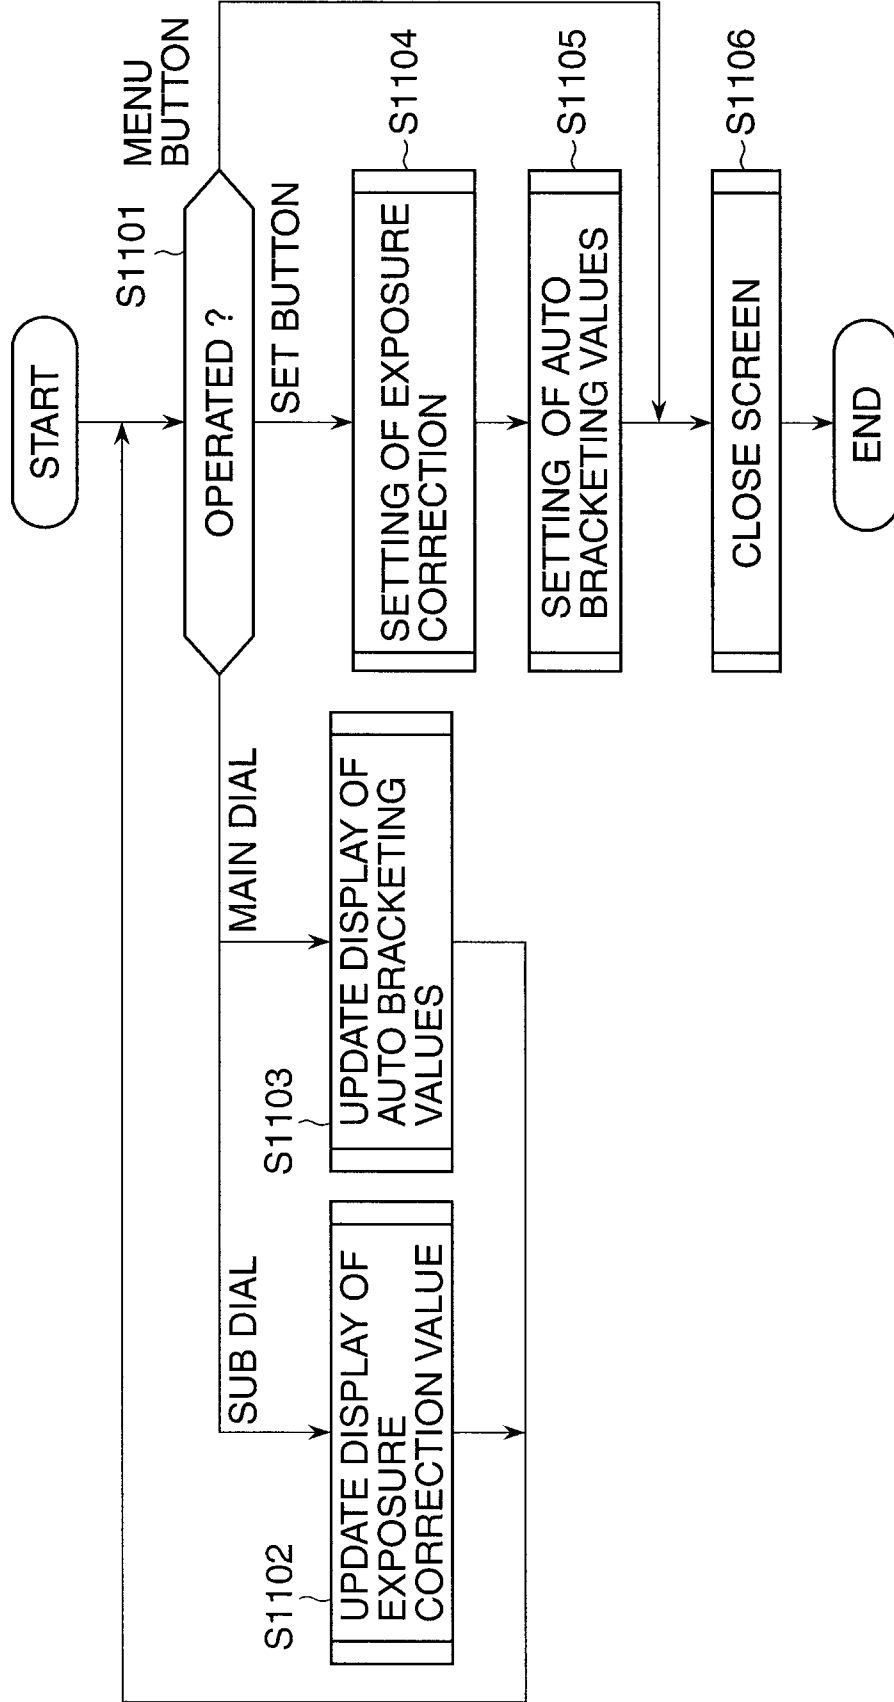 START
S1101
MENU
BUTTON
OPERATED ?
SUB DIAL
MAIN DIAL
SET BUTTON
S1102
UPDATE DISPLAY OF
EXPOSURE
CORRECTION VALUE
S1103
UPDATE DISPLAY OF
AUTO BRACKETING
VALUES
SETTING OF EXPOSURE
CORRECTION
S1104
SETTING OF AUTO
BRACKETING VALUES
S1105
CLOSE SCREEN
S1106
END